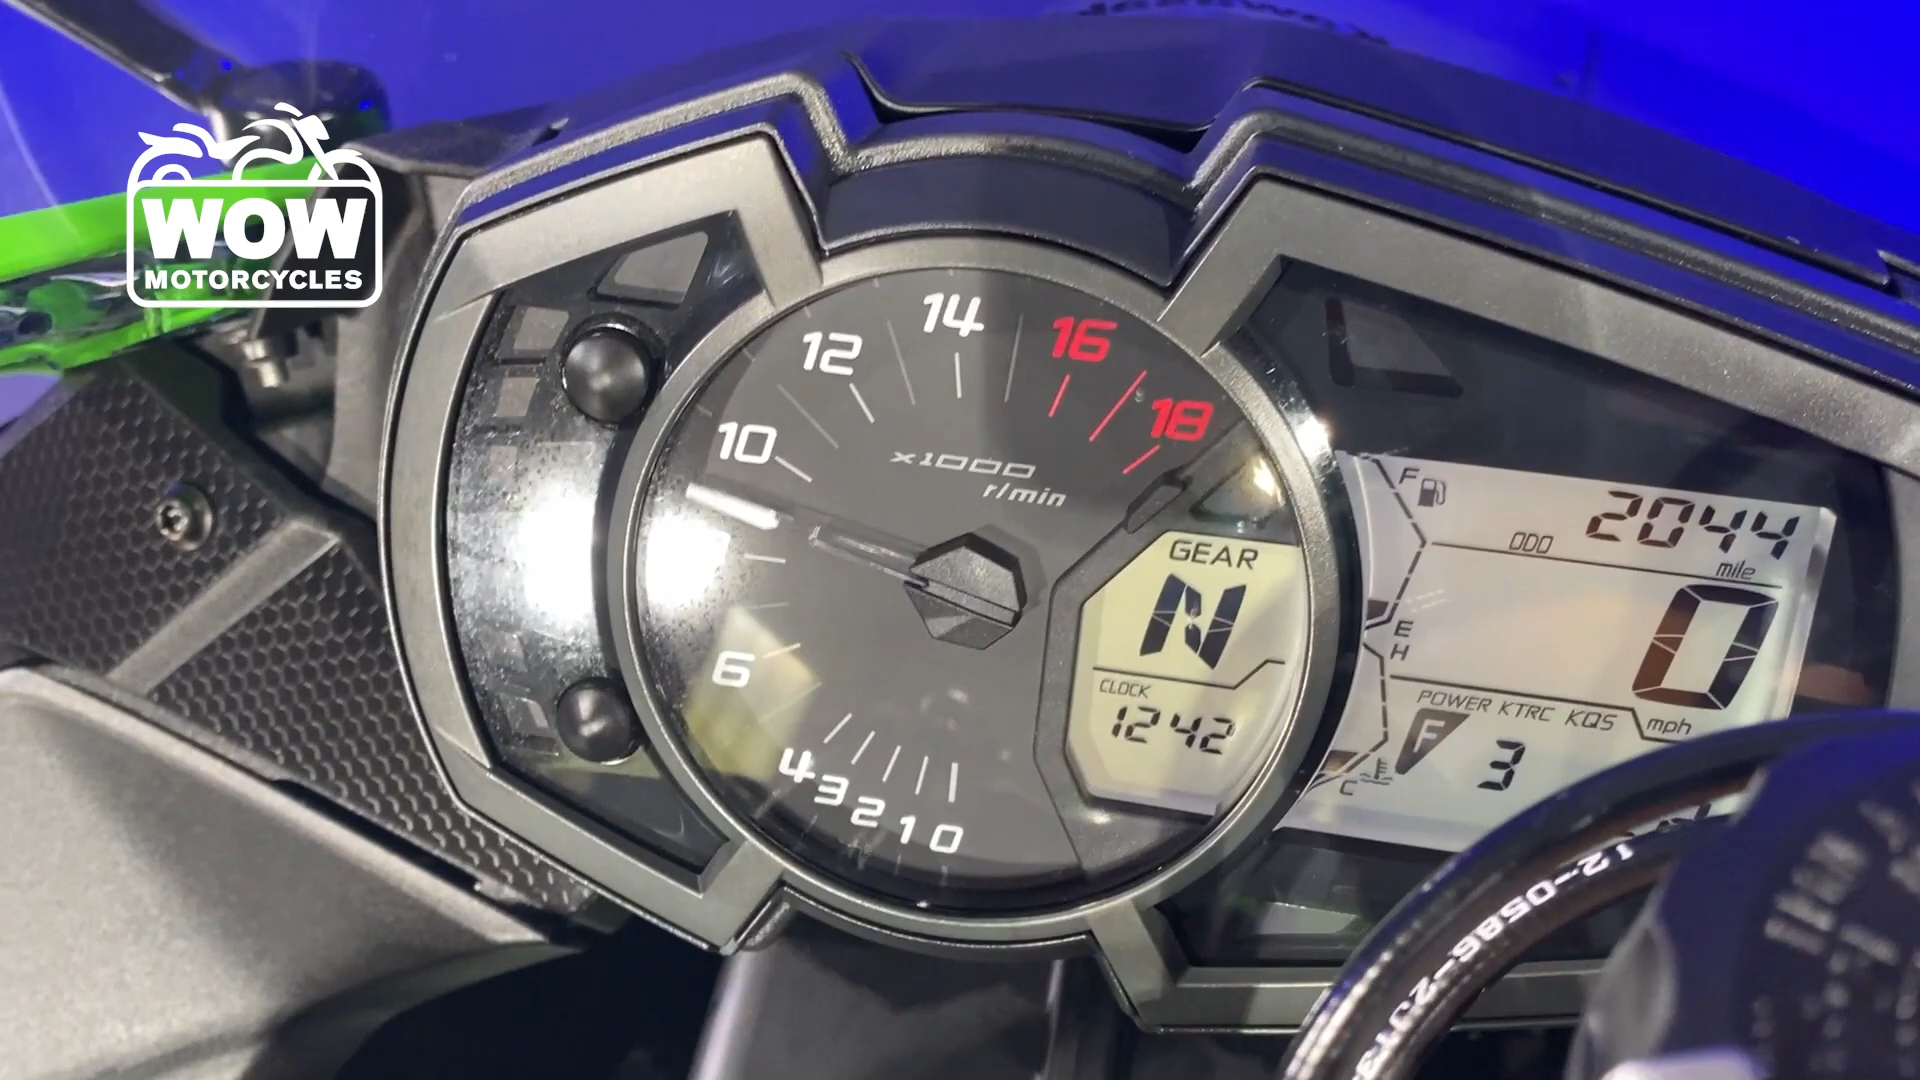 WOW
MOTORCYCLES
14
16
12
18
10
x1000
r/min
6
4 3 2 1 0
GEAR
N
CLOCK
12 42
F
ODO 2044
mile
0
E
H
POWER KTRC KQS mph
F 3
C